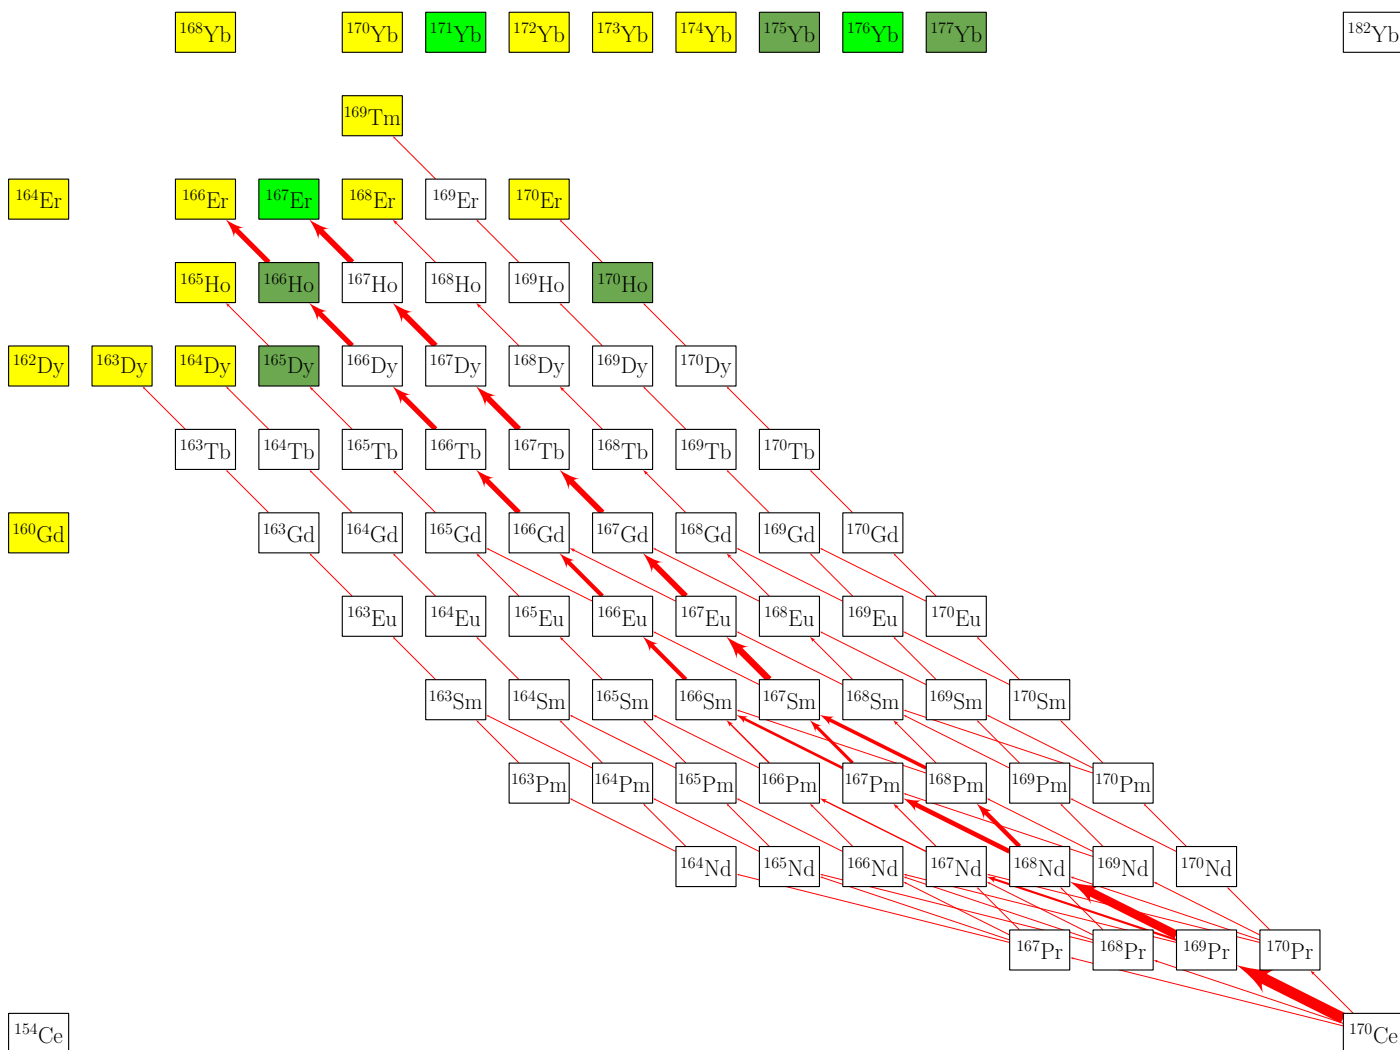 ¹⁶⁸Yb ¹⁷⁰Yb ¹⁷¹Yb ¹⁷²Yb ¹⁷³Yb ¹⁷⁴Yb ¹⁷⁵Yb ¹⁷⁶Yb ¹⁷⁷Yb ¹⁸²Yb
¹⁶⁹Tm
¹⁶⁴Er ¹⁶⁶Er ¹⁶⁷Er ¹⁶⁸Er ¹⁶⁹Er ¹⁷⁰Er
¹⁶⁵Ho ¹⁶⁶Ho ¹⁶⁷Ho ¹⁶⁸Ho ¹⁶⁹Ho ¹⁷⁰Ho
¹⁶²Dy ¹⁶³Dy ¹⁶⁴Dy ¹⁶⁵Dy ¹⁶⁶Dy ¹⁶⁷Dy ¹⁶⁸Dy ¹⁶⁹Dy ¹⁷⁰Dy
¹⁶³Tb ¹⁶⁴Tb ¹⁶⁵Tb ¹⁶⁶Tb ¹⁶⁷Tb ¹⁶⁸Tb ¹⁶⁹Tb ¹⁷⁰Tb
¹⁶⁰Gd ¹⁶³Gd ¹⁶⁴Gd ¹⁶⁵Gd ¹⁶⁶Gd ¹⁶⁷Gd ¹⁶⁸Gd ¹⁶⁹Gd ¹⁷⁰Gd
¹⁶³Eu ¹⁶⁴Eu ¹⁶⁵Eu ¹⁶⁶Eu ¹⁶⁷Eu ¹⁶⁸Eu ¹⁶⁹Eu ¹⁷⁰Eu
¹⁶³Sm ¹⁶⁴Sm ¹⁶⁵Sm ¹⁶⁶Sm ¹⁶⁷Sm ¹⁶⁸Sm ¹⁶⁹Sm ¹⁷⁰Sm
¹⁶³Pm ¹⁶⁴Pm ¹⁶⁵Pm ¹⁶⁶Pm ¹⁶⁷Pm ¹⁶⁸Pm ¹⁶⁹Pm ¹⁷⁰Pm
¹⁶⁴Nd ¹⁶⁵Nd ¹⁶⁶Nd ¹⁶⁷Nd ¹⁶⁸Nd ¹⁶⁹Nd ¹⁷⁰Nd
¹⁶⁷Pr ¹⁶⁸Pr ¹⁶⁹Pr ¹⁷⁰Pr
¹⁵⁴Ce ¹⁷⁰Ce